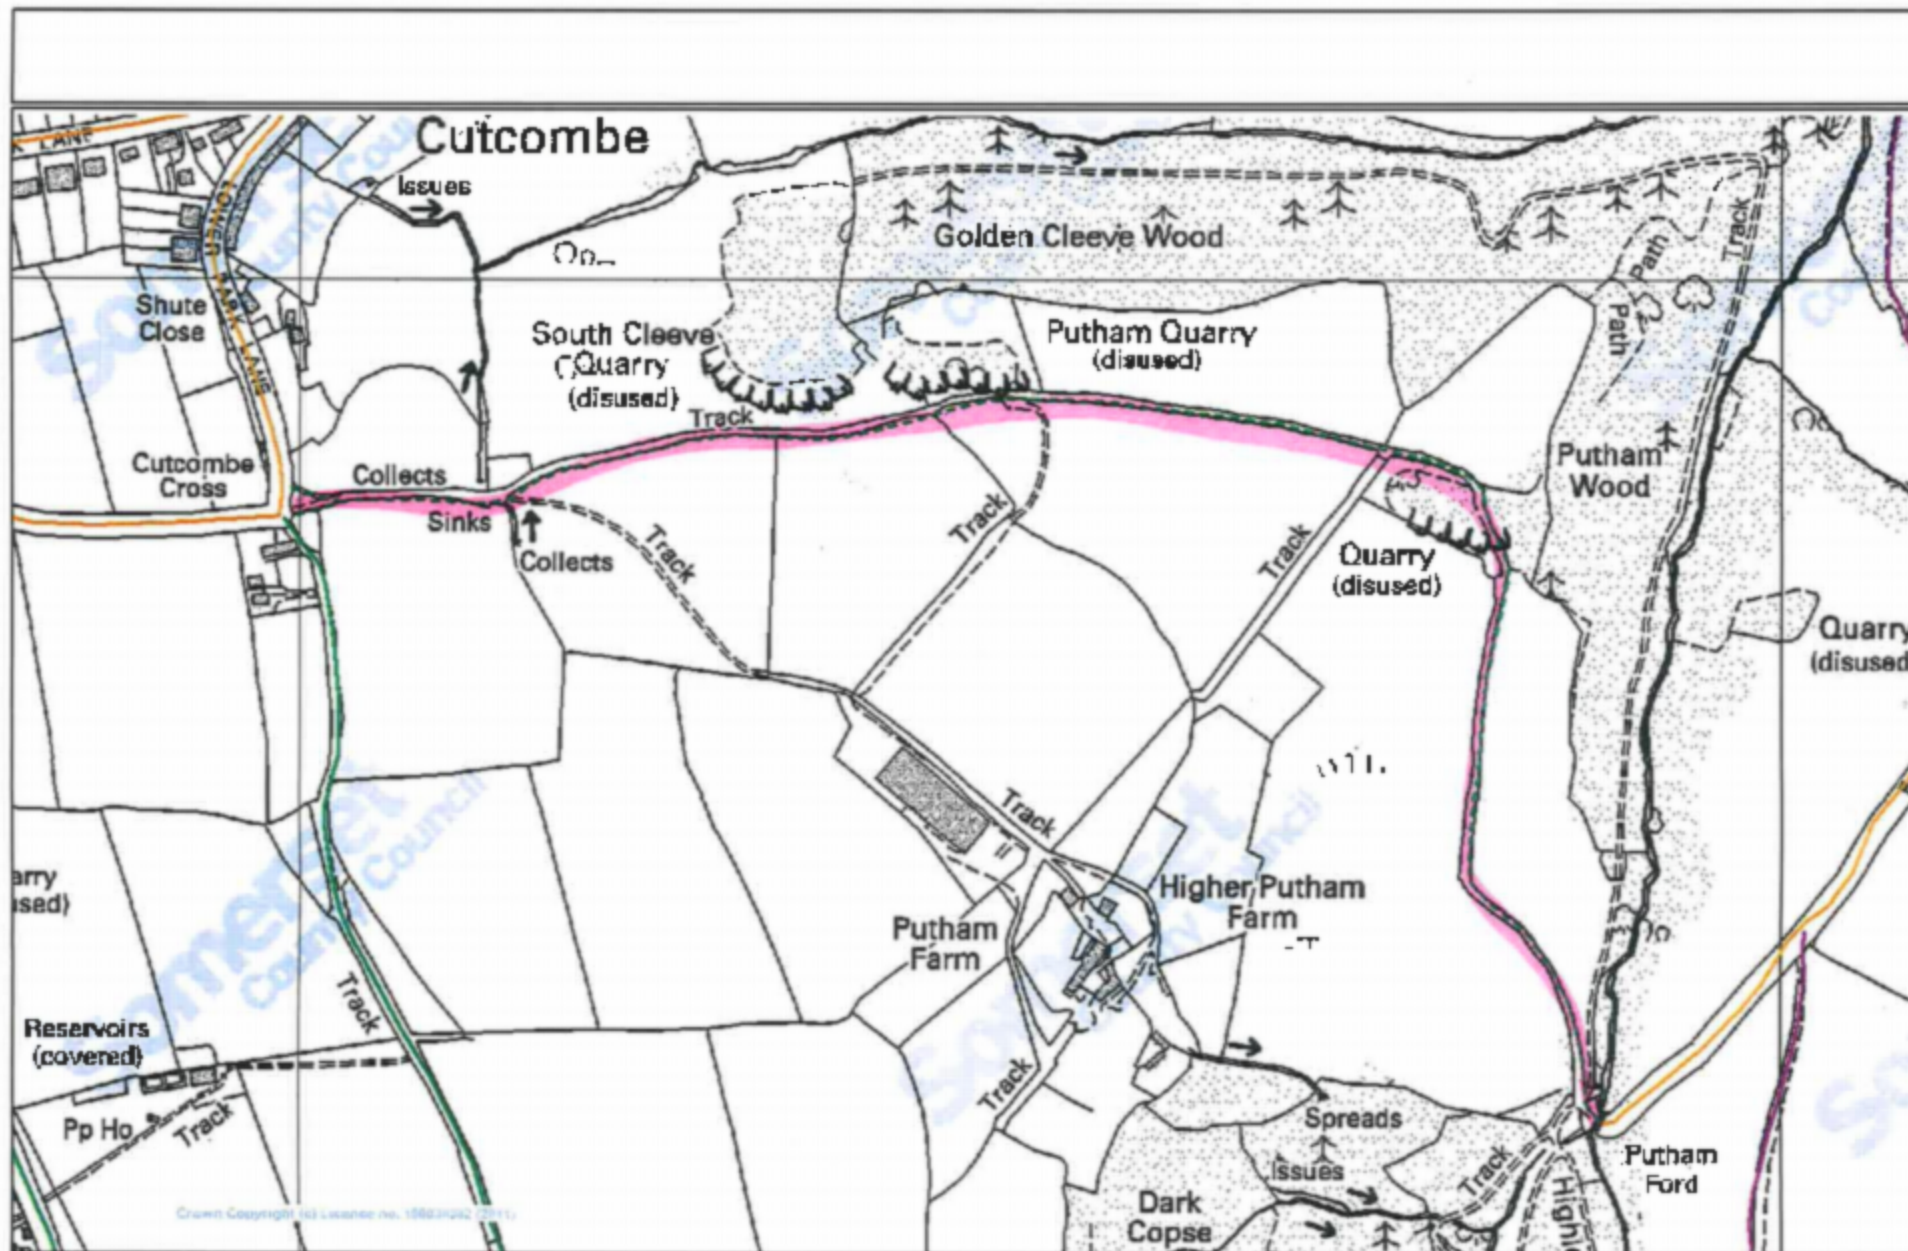 LANE
Cutcombe
Issues
Golden Cleeve Wood
Path
Track
Path
Shute
Close
South Cleeve
Quarry
(disused)
Putham Quarry
(disused)
PARK LANE
Track
Cutcombe
Cross
Collects
Sinks
Collects
Track
Track
Track
Quarry
(disused)
Putham
Wood
Quarry
(disused
Track
Higher Putham
Farm
Putham
Farm
arry
used)
Track
Reservoirs
(covered)
Pp Ho
Track
Track
Spreads
Issues
Track
Dark
Copse
Putham
Ford
Somerset
County Council